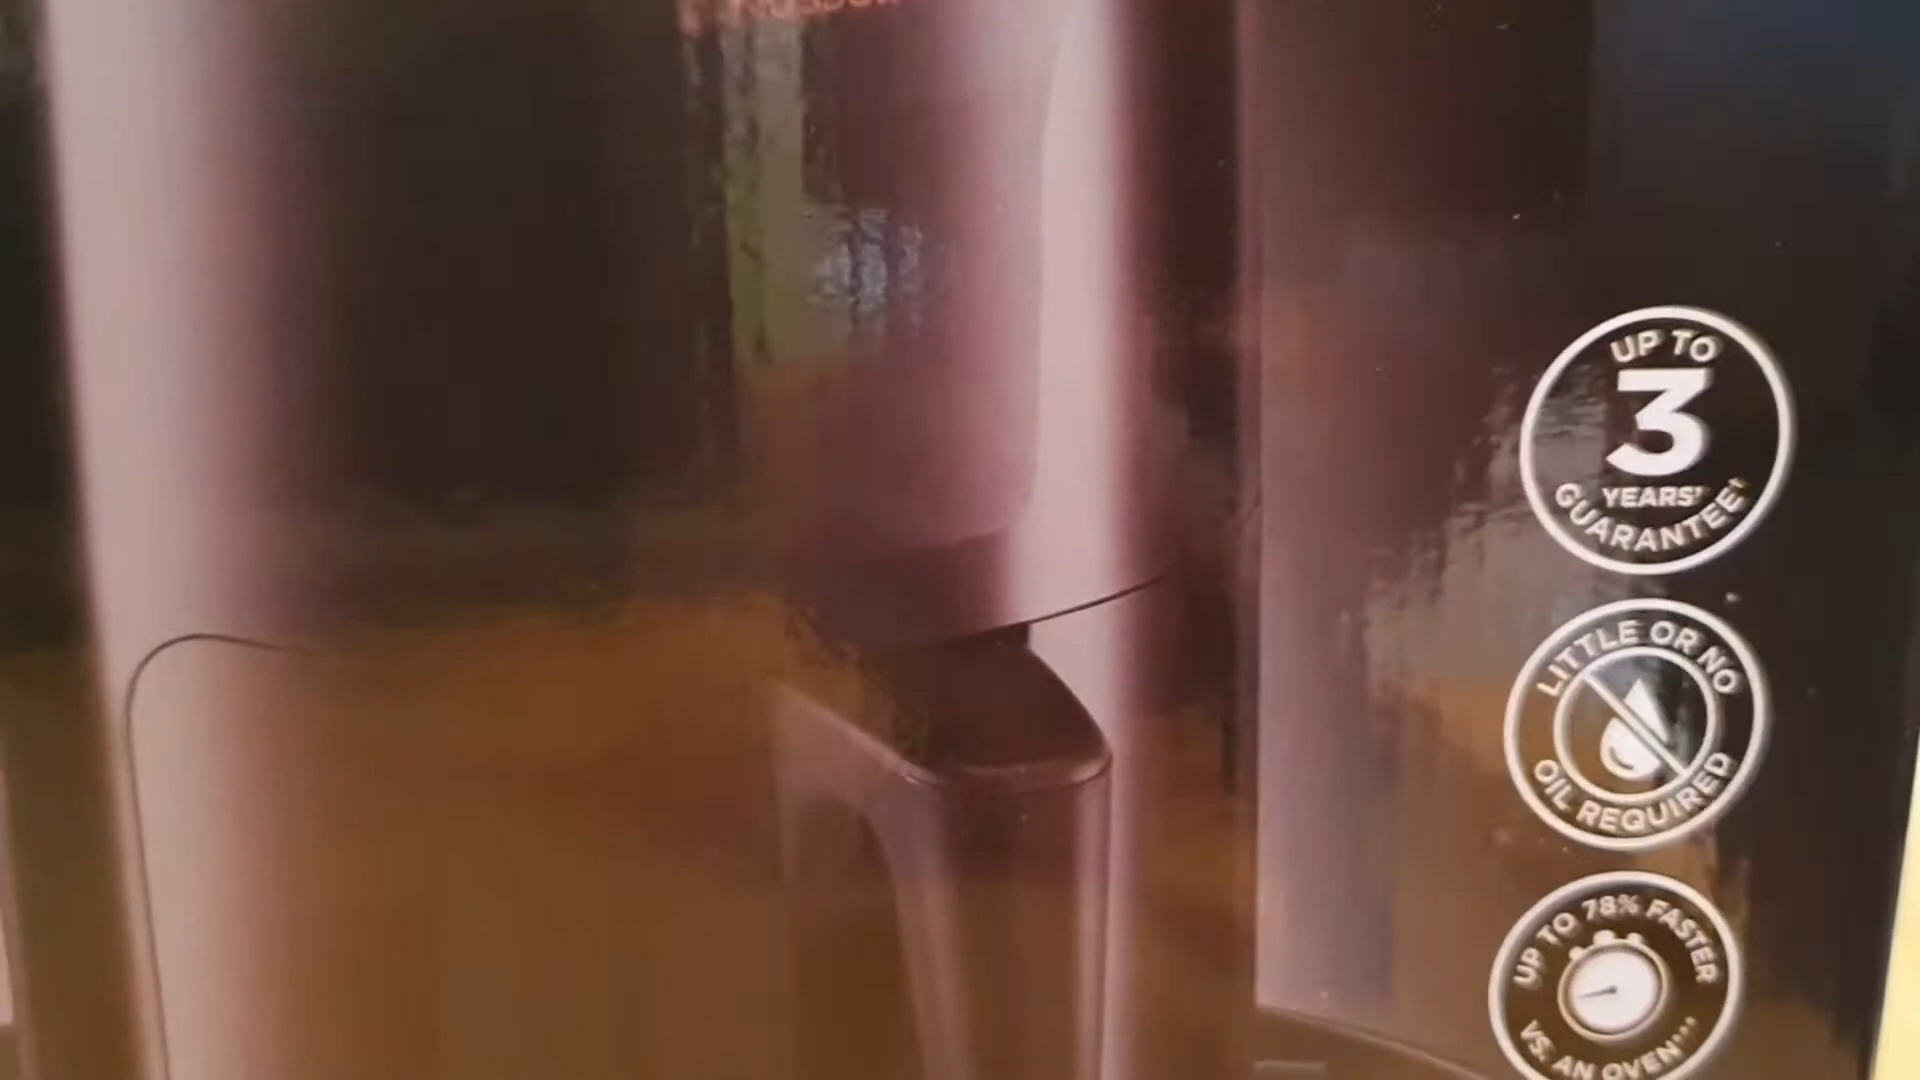 UP TO
3
YEARS'
GUARANTEE†
LITTLE OR NO
OIL REQUIRED
UP TO 78% FASTER
VS. AN OVEN***